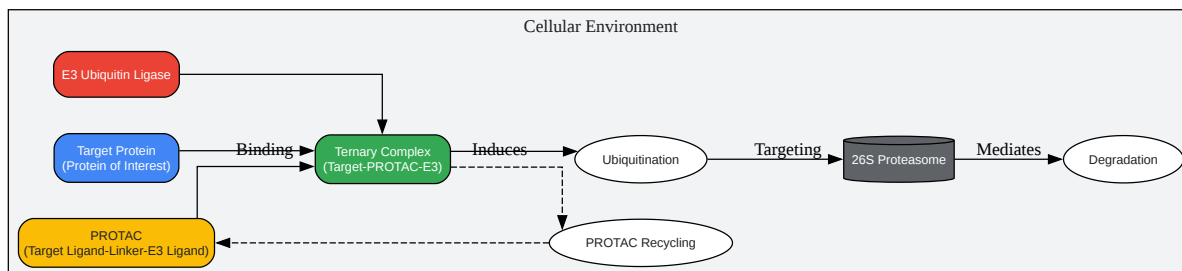 Cellular Environment
E3 Ubiquitin Ligase
Target Protein
(Protein of Interest)
Binding
Ternary Complex
(Target-PROTAC-E3)
Induces
Ubiquitination
Targeting
26S Proteasome
Mediates
Degradation
PROTAC
(Target Ligand-Linker-E3 Ligand)
PROTAC Recycling